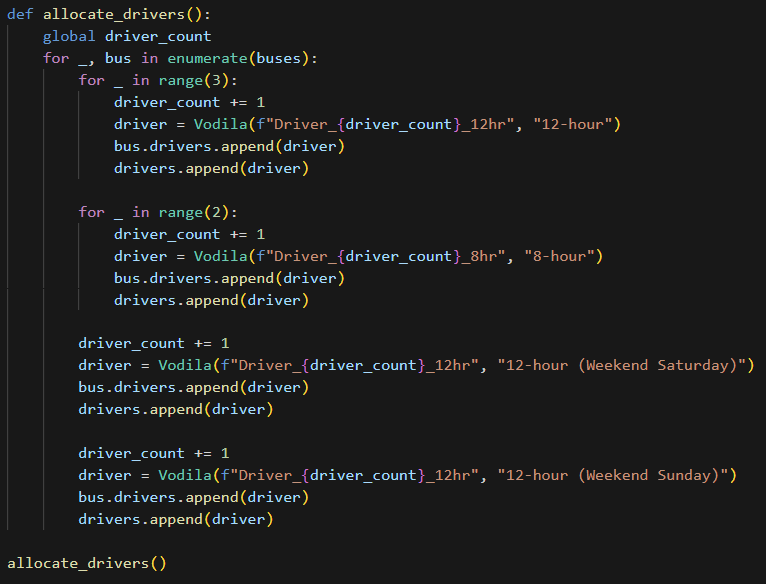 def allocate_drivers():
    global driver_count
    for _, bus in enumerate(buses):
        for _ in range(3):
            driver_count += 1
            driver = Vodila(f"Driver_{driver_count}_12hr", "12-hour")
            bus.drivers.append(driver)
            drivers.append(driver)

        for _ in range(2):
            driver_count += 1
            driver = Vodila(f"Driver_{driver_count}_8hr", "8-hour")
            bus.drivers.append(driver)
            drivers.append(driver)

        driver_count += 1
        driver = Vodila(f"Driver_{driver_count}_12hr", "12-hour (Weekend Saturday)")
        bus.drivers.append(driver)
        drivers.append(driver)

        driver_count += 1
        driver = Vodila(f"Driver_{driver_count}_12hr", "12-hour (Weekend Sunday)")
        bus.drivers.append(driver)
        drivers.append(driver)

allocate_drivers()